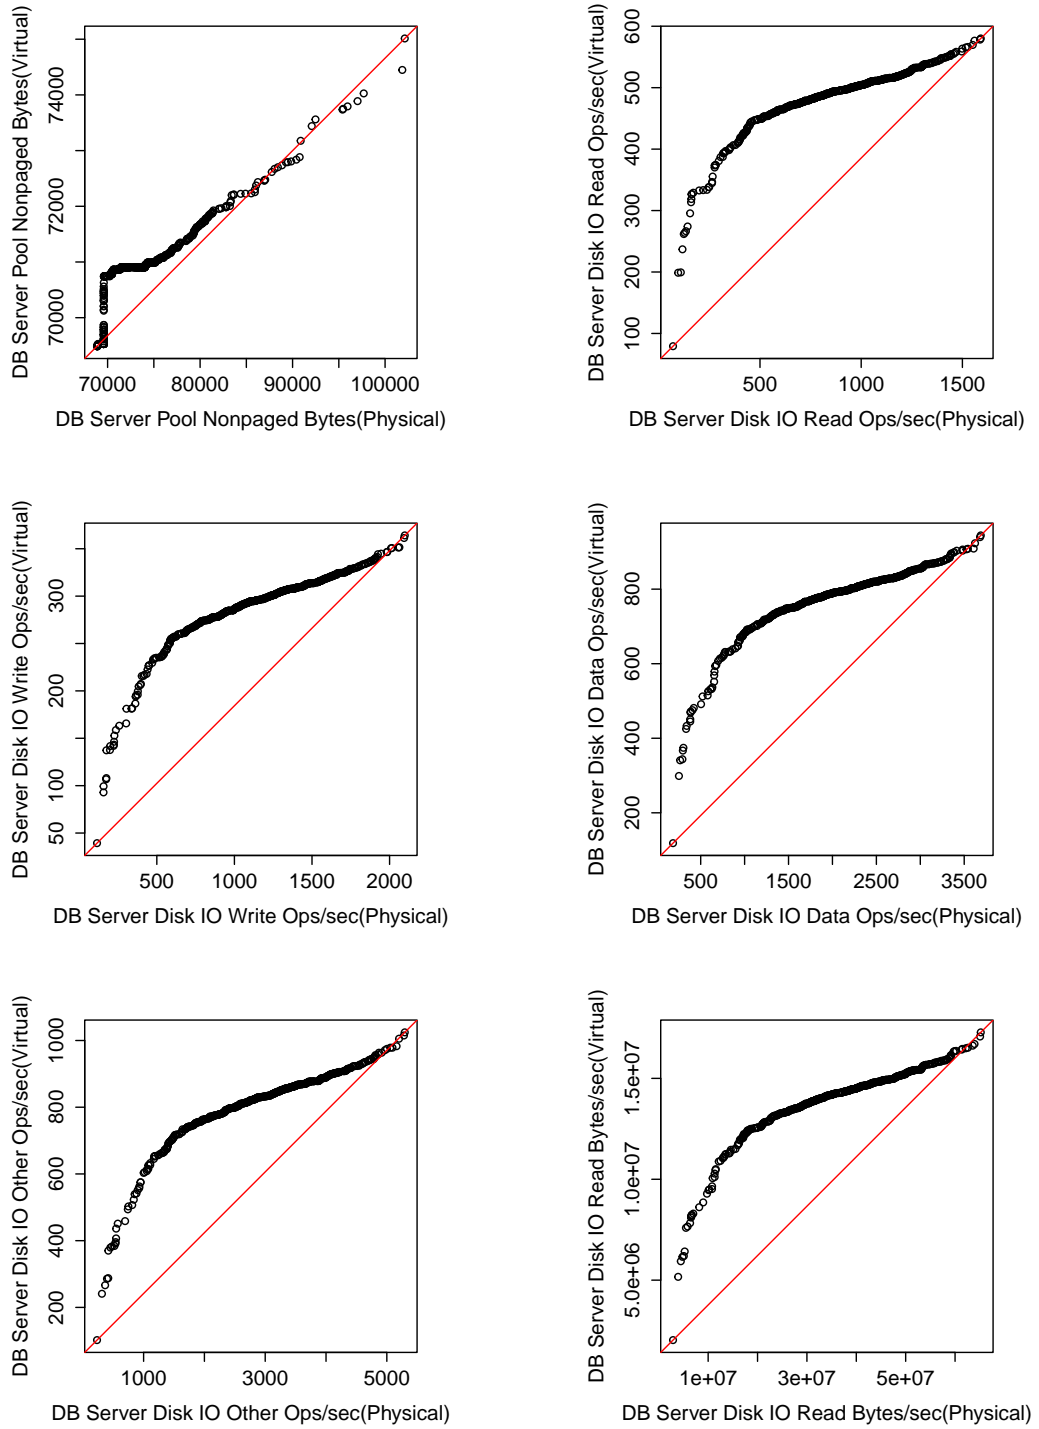 DB Server Pool Nonpaged Bytes(Virtual)
70000 72000 74000
70000 80000 90000 100000
DB Server Pool Nonpaged Bytes(Physical)
DB Server Disk IO Read Ops/sec(Virtual)
100 200 300 400 500 600
500 1000 1500
DB Server Disk IO Read Ops/sec(Physical)
DB Server Disk IO Write Ops/sec(Virtual)
50 100 200 300
500 1000 1500 2000
DB Server Disk IO Write Ops/sec(Physical)
DB Server Disk IO Data Ops/sec(Virtual)
200 400 600 800
500 1500 2500 3500
DB Server Disk IO Data Ops/sec(Physical)
DB Server Disk IO Other Ops/sec(Virtual)
200 400 600 800 1000
1000 3000 5000
DB Server Disk IO Other Ops/sec(Physical)
DB Server Disk IO Read Bytes/sec(Virtual)
5.0e+06 1.0e+07 1.5e+07
1e+07 3e+07 5e+07
DB Server Disk IO Read Bytes/sec(Physical)